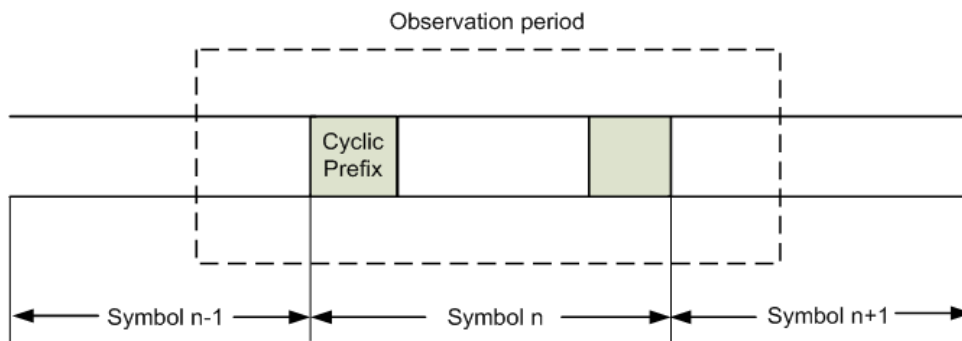 Observation period
Cyclic
Prefix
Symbol n-1
Symbol n
Symbol n+1